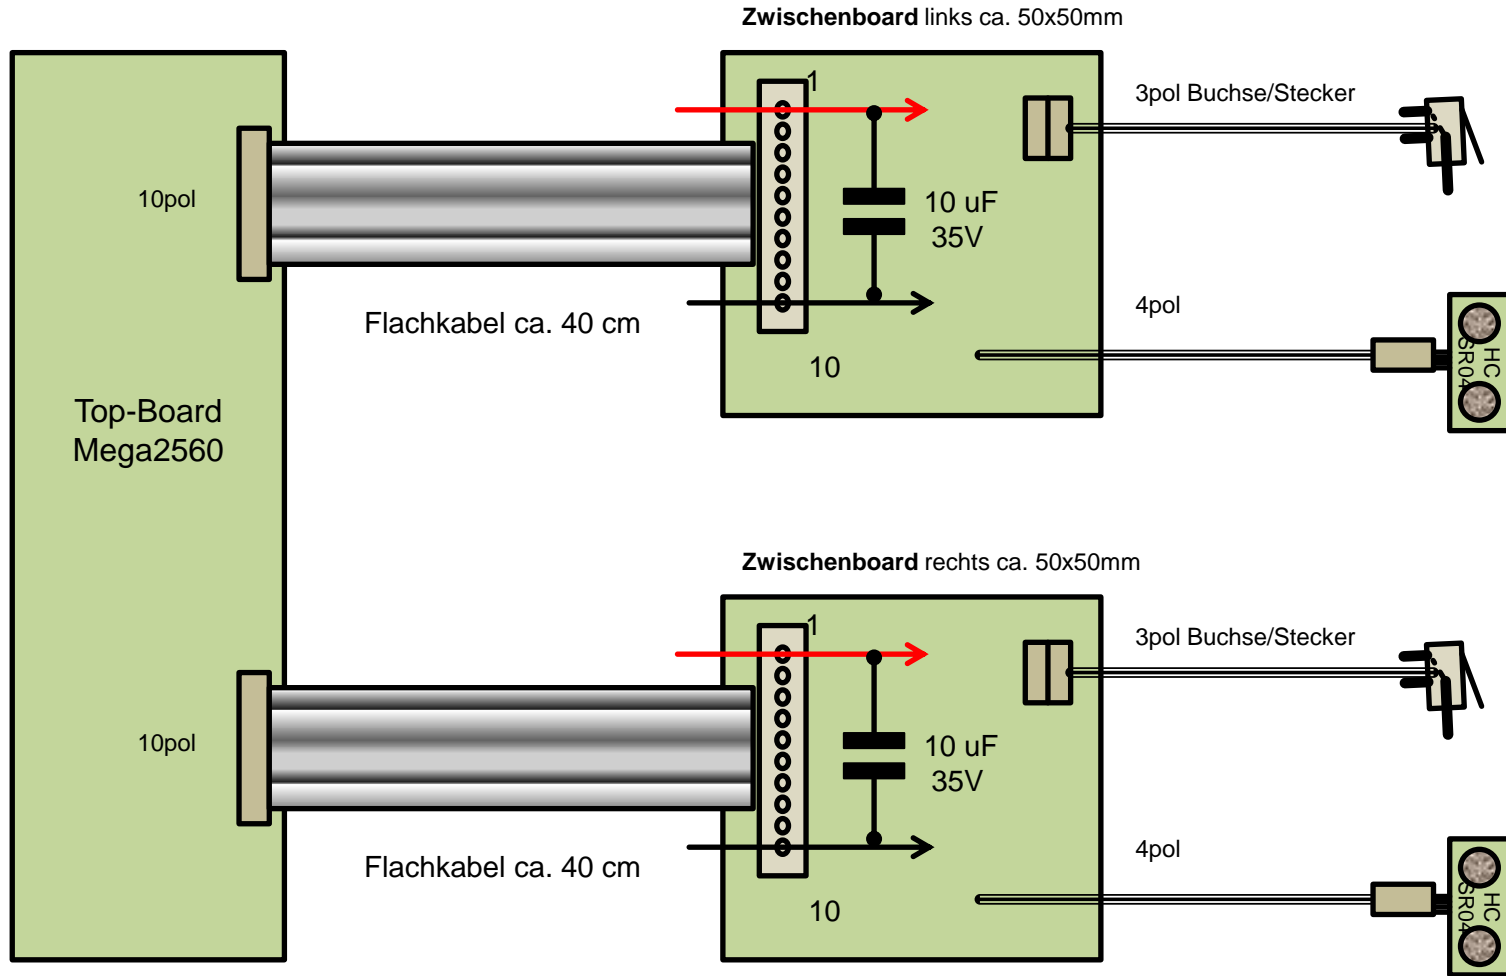 Zwischenboard links ca. 50x50mm
1
3pol Buchse/Stecker
10pol
10 uF
35V
4pol
Flachkabel ca. 40 cm
10
HC
SR04
Top-Board
Mega2560
Zwischenboard rechts ca. 50x50mm
1
3pol Buchse/Stecker
10pol
10 uF
35V
4pol
Flachkabel ca. 40 cm
10
HC
SR04